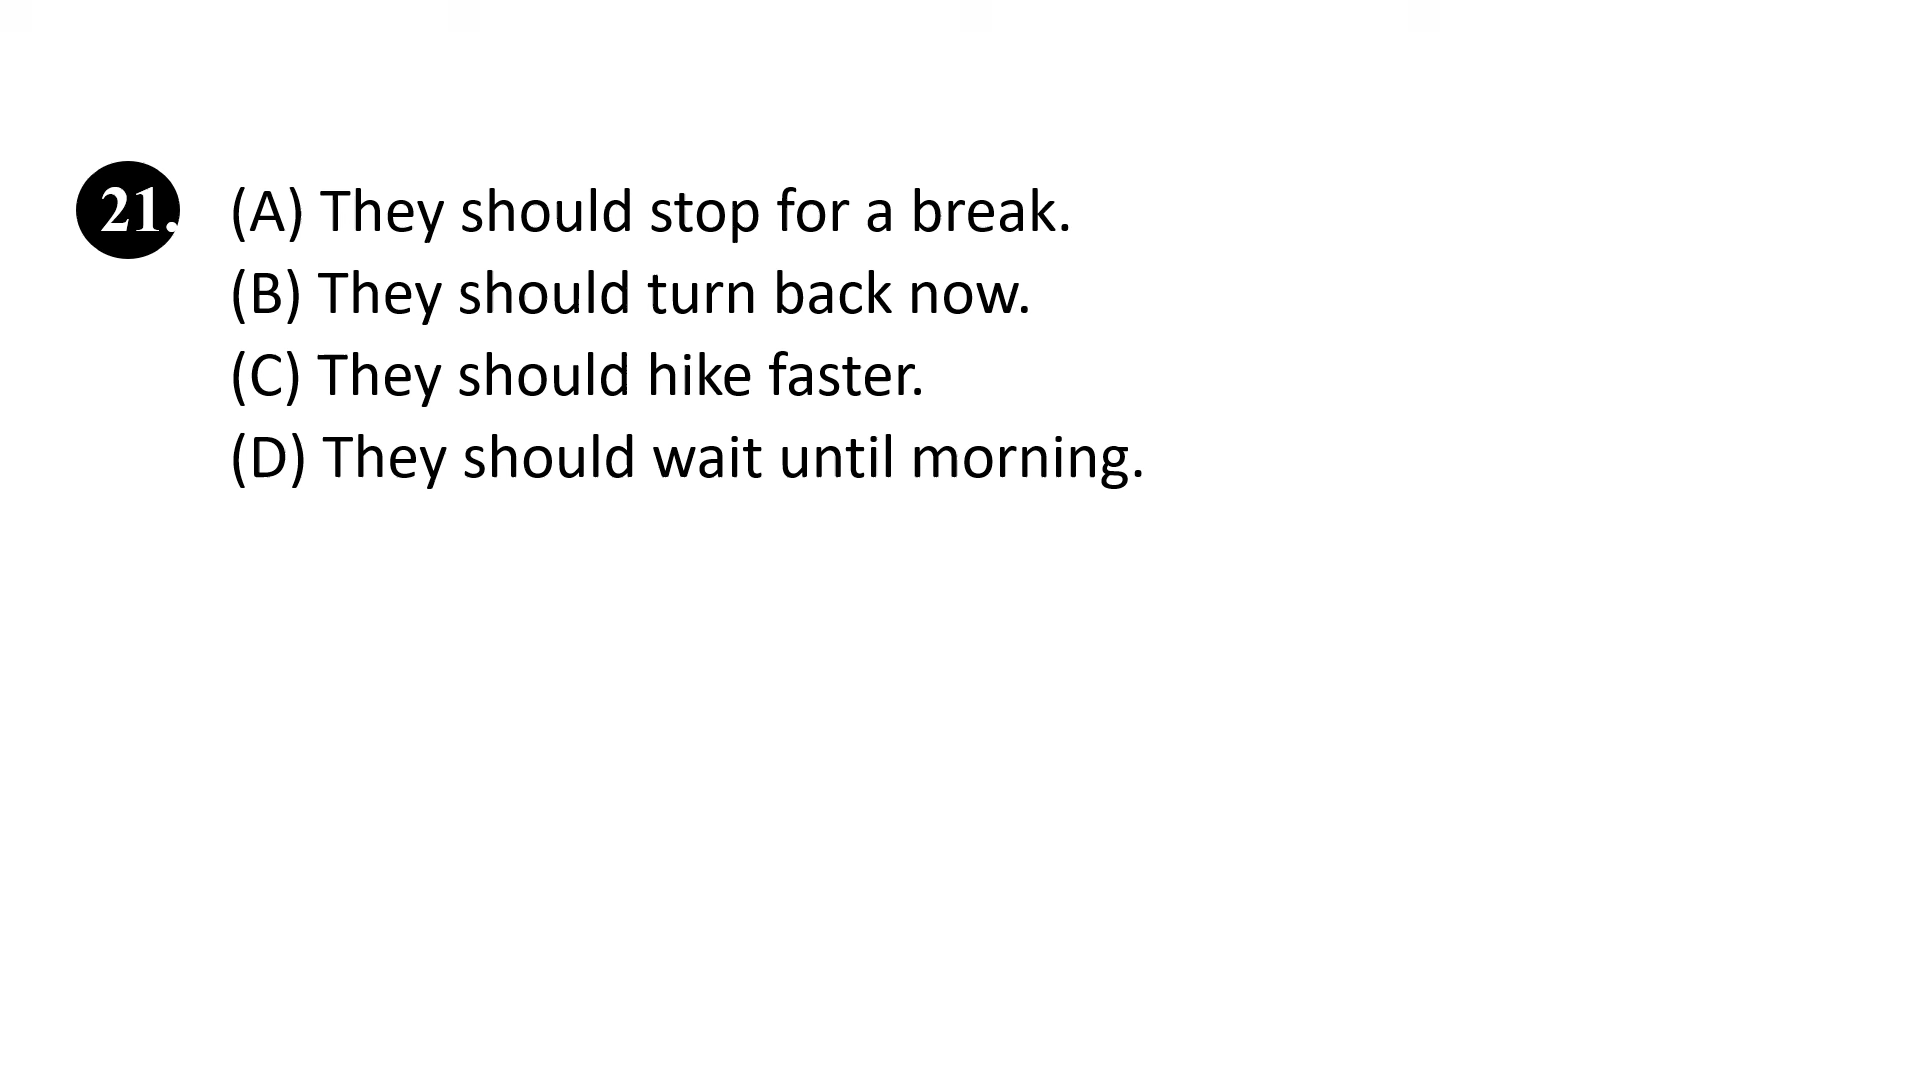 21. (A) They should stop for a break.
(B) They should turn back now.
(C) They should hike faster.
(D) They should wait until morning.